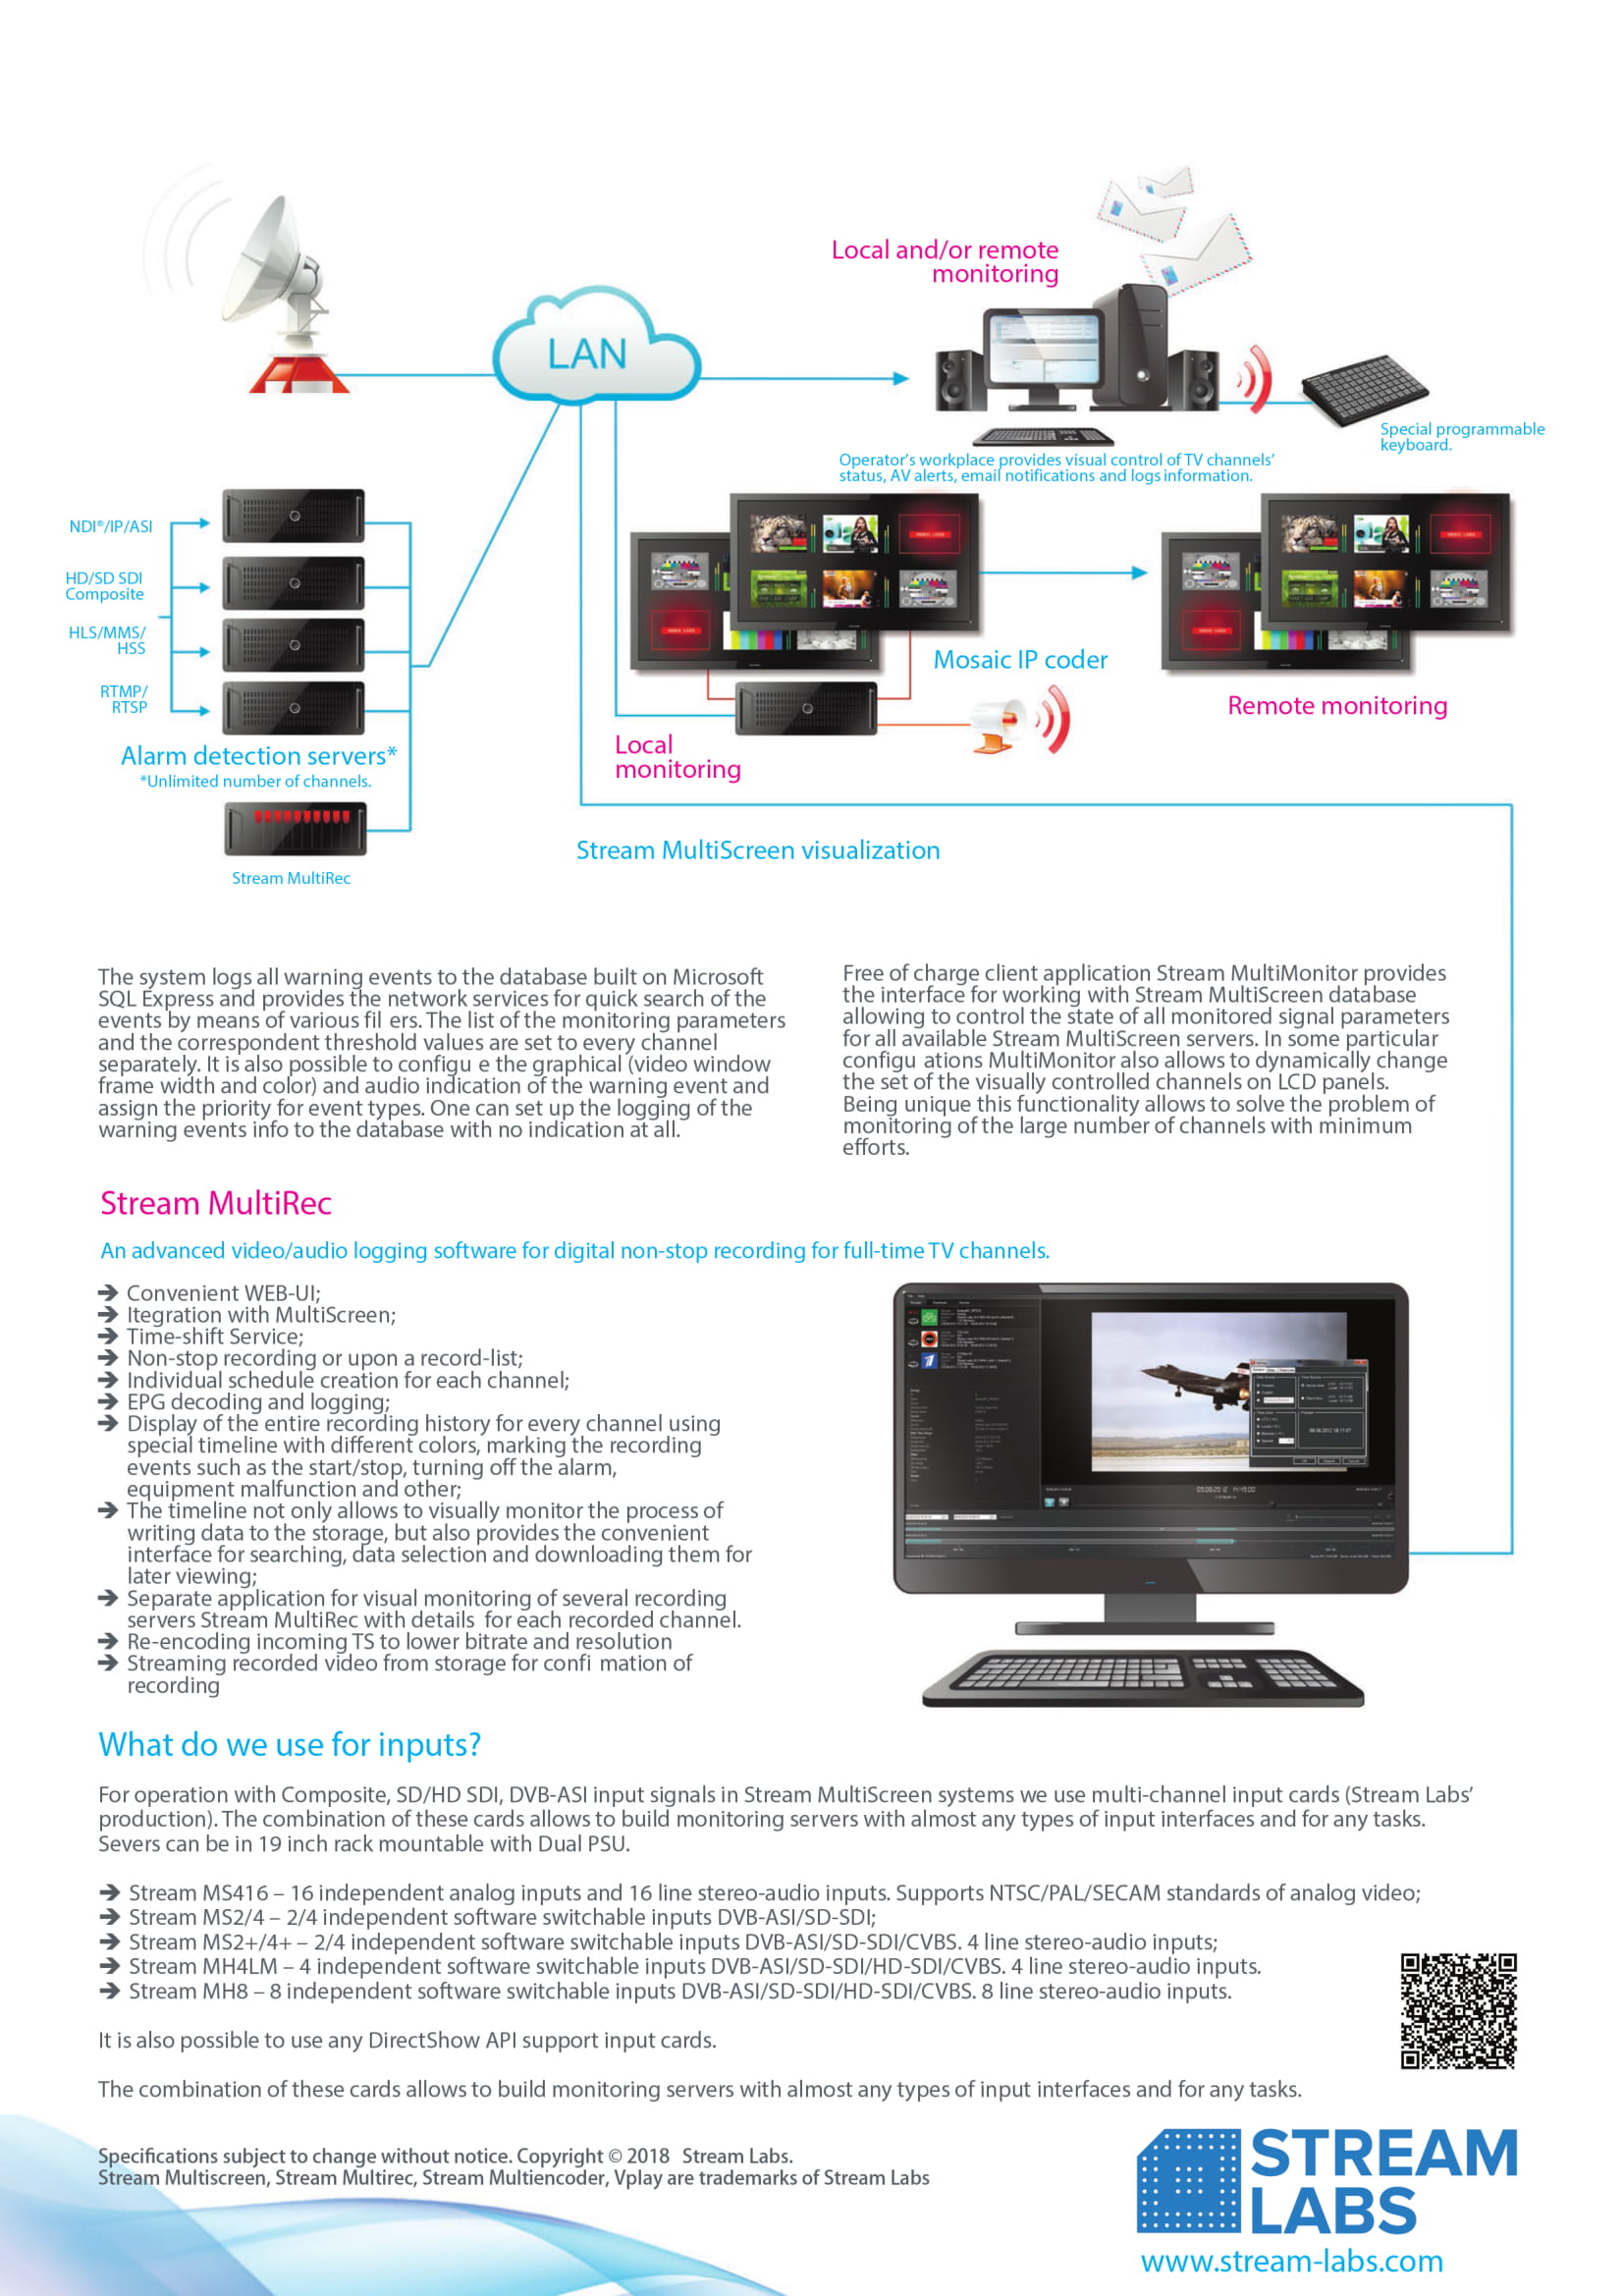 Local and/or remote
monitoring
LAN
Special programmable
keyboard.
Operator's workplace provides visual control of TV channels'
status, AV alerts, email notifications and logs information.
NDI®/IP/ASI
HD/SD SDI
Composite
HLS/MMS/
HSS
RTMP/
RTSP
Alarm detection servers*
*Unlimited number of channels.
Stream MultiRec
Mosaic IP coder
Local
monitoring
Remote monitoring
Stream MultiScreen visualization
The system logs all warning events to the database built on Microsoft
SQL Express and provides the network services for quick search of the
events by means of various fil ers. The list of the monitoring parameters
and the correspondent threshold values are set to every channel
separately. It is also possible to configu e the graphical (video window
frame width and color) and audio indication of the warning event and
assign the priority for event types. One can set up the logging of the
warning events info to the database with no indication at all.
Free of charge client application Stream MultiMonitor provides
the interface for working with Stream MultiScreen database
allowing to control the state of all monitored signal parameters
for all available Stream MultiScreen servers. In some particular
configu ations MultiMonitor also allows to dynamically change
the set of the visually controlled channels on LCD panels.
Being unique this functionality allows to solve the problem of
monitoring of the large number of channels with minimum
efforts.
Stream MultiRec
An advanced video/audio logging software for digital non-stop recording for full-time TV channels.
➔ Convenient WEB-UI;
➔ Itegration with MultiScreen;
➔ Time-shift Service;
➔ Non-stop recording or upon a record-list;
➔ Individual schedule creation for each channel;
➔ EPG decoding and logging;
➔ Display of the entire recording history for every channel using
special timeline with different colors, marking the recording
events such as the start/stop, turning off the alarm,
equipment malfunction and other;
➔ The timeline not only allows to visually monitor the process of
writing data to the storage, but also provides the convenient
interface for searching, data selection and downloading them for
later viewing;
➔ Separate application for visual monitoring of several recording
servers Stream MultiRec with details for each recorded channel.
➔ Re-encoding incoming TS to lower bitrate and resolution
➔ Streaming recorded video from storage for confi mation of
recording
What do we use for inputs?
For operation with Composite, SD/HD SDI, DVB-ASI input signals in Stream MultiScreen systems we use multi-channel input cards (Stream Labs'
production). The combination of these cards allows to build monitoring servers with almost any types of input interfaces and for any tasks.
Severs can be in 19 inch rack mountable with Dual PSU.
➔ Stream MS416 – 16 independent analog inputs and 16 line stereo-audio inputs. Supports NTSC/PAL/SECAM standards of analog video;
➔ Stream MS2/4 – 2/4 independent software switchable inputs DVB-ASI/SD-SDI;
➔ Stream MS2+/4+ – 2/4 independent software switchable inputs DVB-ASI/SD-SDI/CVBS. 4 line stereo-audio inputs;
➔ Stream MH4LM – 4 independent software switchable inputs DVB-ASI/SD-SDI/HD-SDI/CVBS. 4 line stereo-audio inputs.
➔ Stream MH8 – 8 independent software switchable inputs DVB-ASI/SD-SDI/HD-SDI/CVBS. 8 line stereo-audio inputs.
It is also possible to use any DirectShow API support input cards.
The combination of these cards allows to build monitoring servers with almost any types of input interfaces and for any tasks.
Specifications subject to change without notice. Copyright © 2018 Stream Labs.
Stream Multiscreen, Stream Multirec, Stream Multiencoder, Vplay are trademarks of Stream Labs
STREAM
LABS
www.stream-labs.com